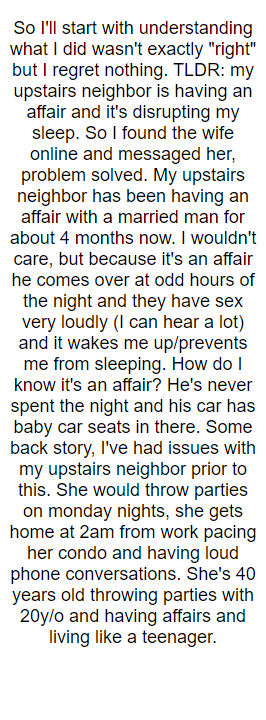 So I'll start with understanding
what I did wasn't exactly "right"
but I regret nothing. TLDR: my
upstairs neighbor is having an
affair and it's disrupting my
sleep. So I found the wife
online and messaged her,
problem solved. My upstairs
neighbor has been having an
affair with a married man for
about 4 months now. I wouldn't
care, but because it's an affair
he comes over at odd hours of
the night and they have sex
very loudly (I can hear a lot)
and it wakes me up/prevents
me from sleeping. How do I
know it's an affair? He's never
spent the night and his car has
baby car seats in there. Some
back story, I've had issues with
my upstairs neighbor prior to
this. She would throw parties
on monday nights, she gets
home at 2am from work pacing
her condo and having loud
phone conversations. She's 40
years old throwing parties with
20y/o and having affairs and
living like a teenager.